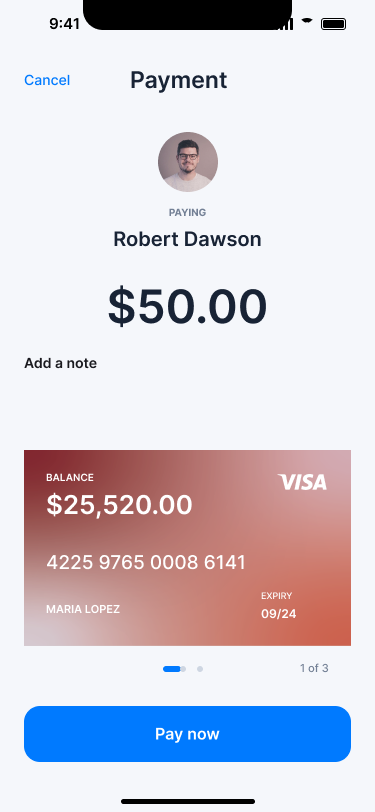 9:41
Cancel
Payment
PAYING
Robert Dawson
$50.00
Add a note
BALANCE
VISA
$25,520.00
4225 9765 0008 6141
EXPIRY
MARIA LOPEZ
09/24
1 of 3
Pay now